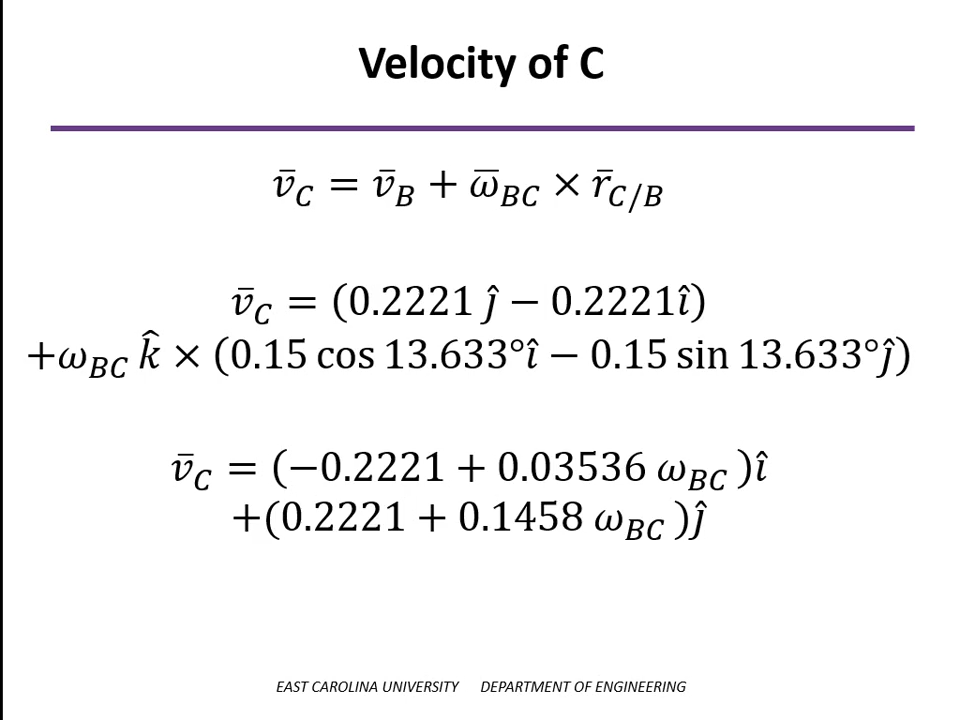 Velocity of C
v̄_C = v̄_B + ω̄_BC × r̄_C/B
v̄_C = (0.2221 ĵ − 0.2221î)
+ω_BC k̂ × (0.15 cos 13.633°î − 0.15 sin 13.633°ĵ)
v̄_C = (−0.2221 + 0.03536 ω_BC )î
+(0.2221 + 0.1458 ω_BC )ĵ
EAST CAROLINA UNIVERSITY DEPARTMENT OF ENGINEERING